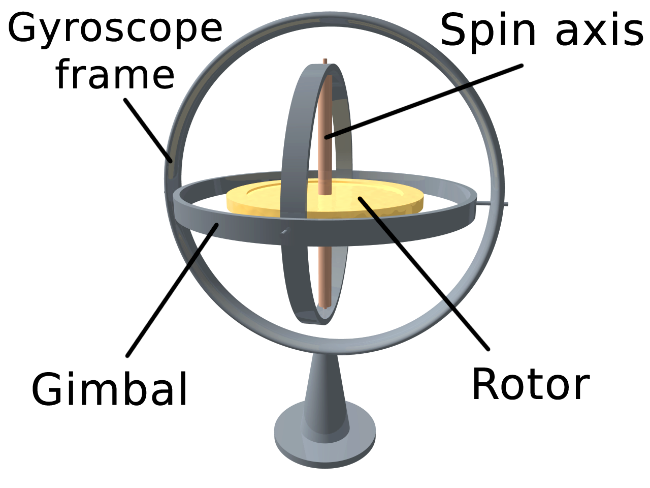 Gyroscope
frame
Spin axis
Gimbal
Rotor